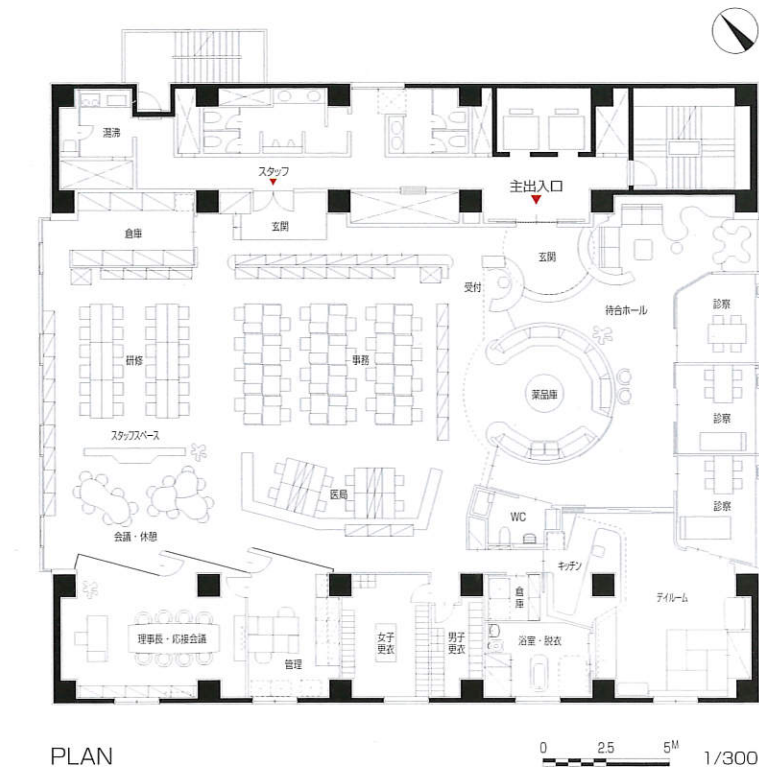 湯沸
スタッフ
主出入口
倉庫
玄関
玄関
受付
待合ホール
診察
研修
事務
薬品庫
診察
スタッフスペース
診察
医局
会議・休憩
WC
キッチン
倉庫
デイルーム
理事長・応接会議
管理
女子
更衣
男子
更衣
浴室・脱衣
PLAN
0 2.5 5M 1/300